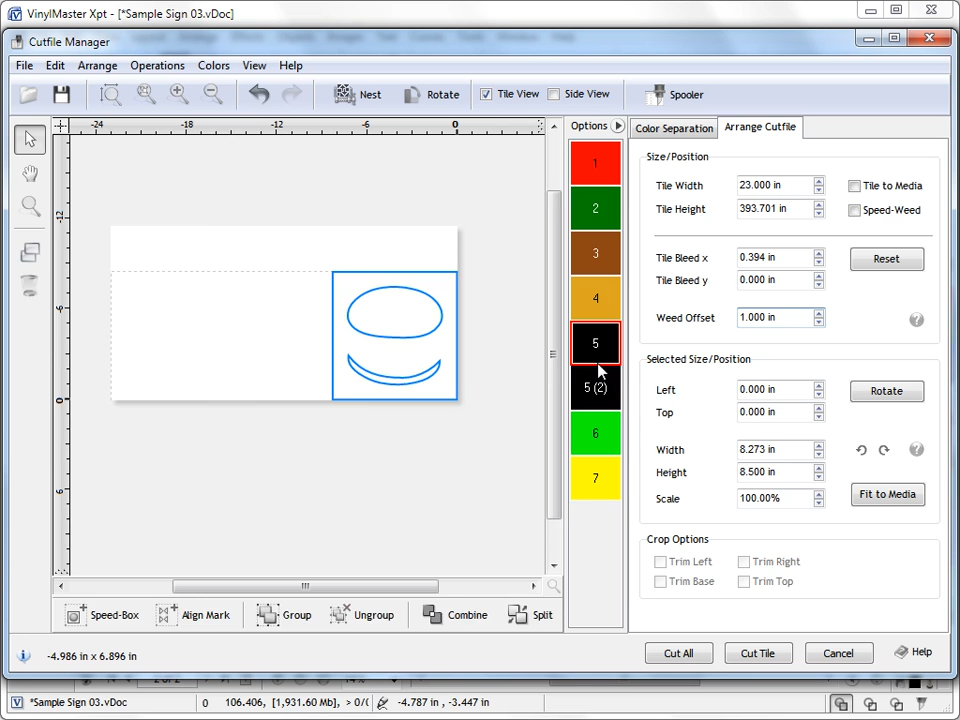 VinylMaster Xpt - [*Sample Sign 03.vDoc]
Cutfile Manager
File Edit Arrange Operations Colors View Help
Nest Rotate Tile View Side View Spooler
-24 -18 -12 -6 0
Options
Color Separation Arrange Cutfile
1
2
3
4
5
5 (2)
6
7
-12
-6
0
6
Size/Position
Tile Width 23.000 in Tile to Media
Tile Height 393.701 in Speed-Weed
Tile Bleed x 0.394 in Reset
Tile Bleed y 0.000 in
Weed Offset 1.000 in ?
Selected Size/Position
Left 0.000 in Rotate
Top 0.000 in
Width 8.273 in ?
Height 8.500 in
Scale 100.00% Fit to Media
Crop Options
Trim Left Trim Right
Trim Base Trim Top
Speed-Box Align Mark Group Ungroup Combine Split
-4.986 in x 6.896 in
Cut All Cut Tile Cancel Help
*Sample Sign 03.vDoc 0 106.406, [1,931.60 Mb], > 0/( -4.787 in , -3.447 in